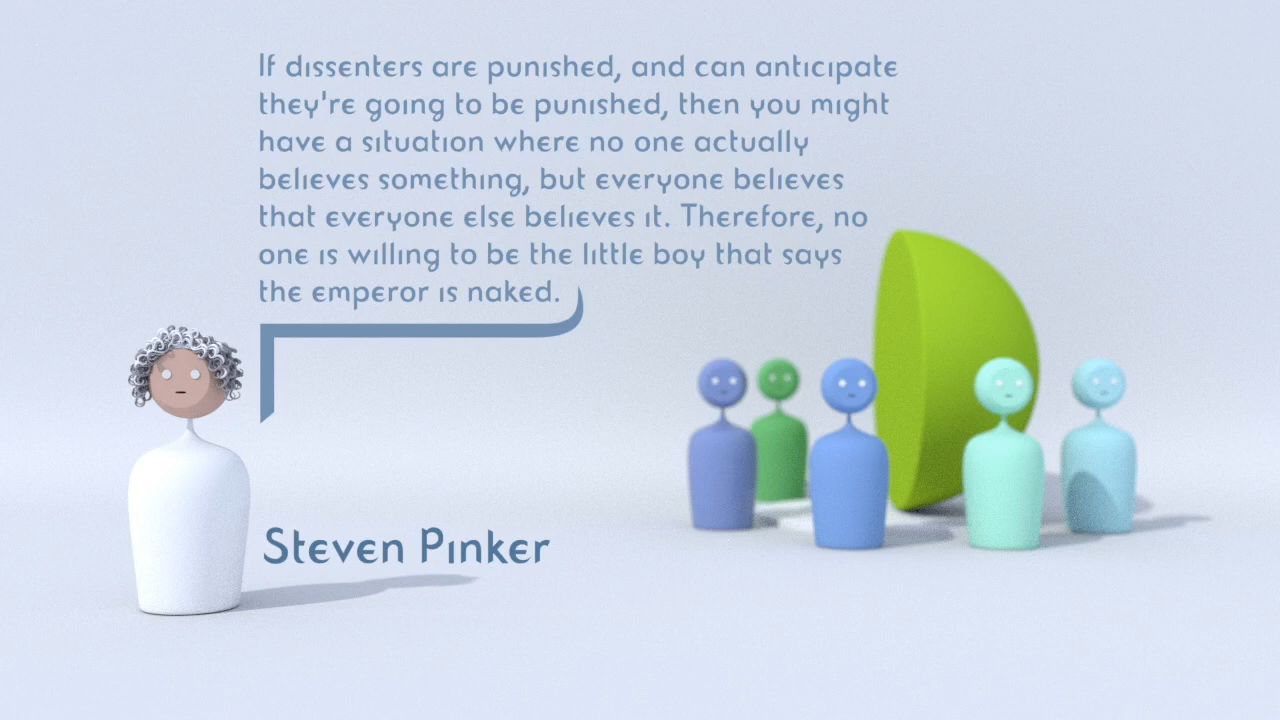 If dissenters are punished, and can anticipate
they're going to be punished, then you might
have a situation where no one actually
believes something, but everyone believes
that everyone else believes it. Therefore, no
one is willing to be the little boy that says
the emperor is naked.
Steven Pinker